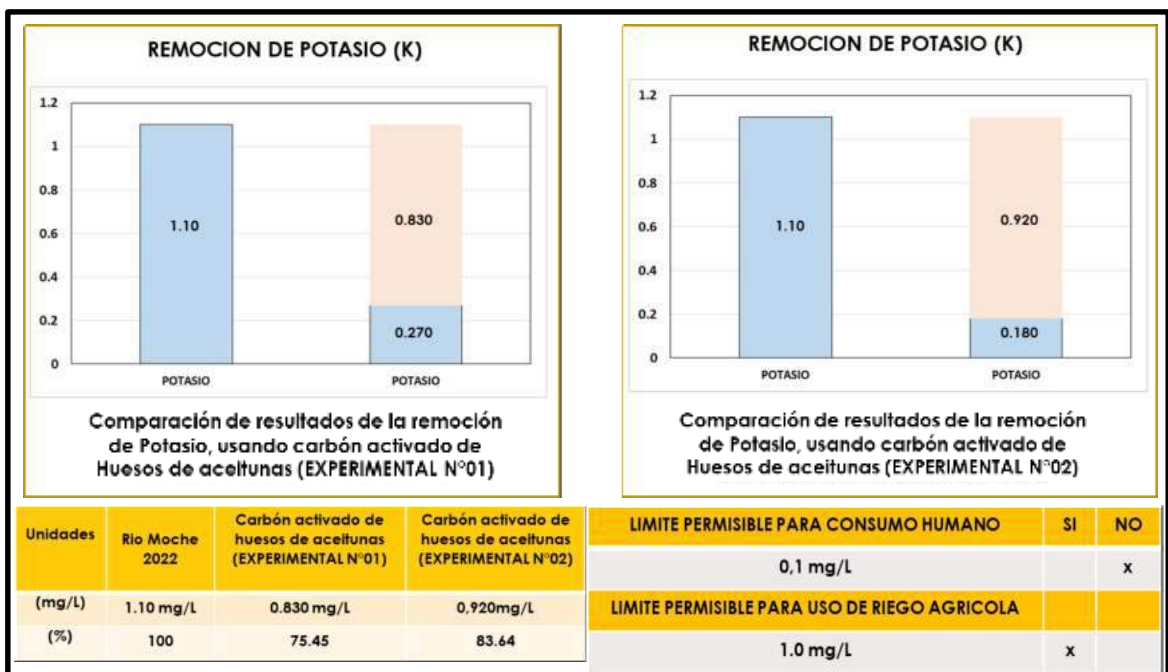 REMOCION DE POTASIO (K)
1.2
1
0.8
0.6
0.4
0.2
0
1.10
0.830
0.270
POTASIO
POTASIO
Comparación de resultados de la remoción
de Potasio, usando carbón activado de
Huesos de aceitunas (EXPERIMENTAL N°01)
REMOCION DE POTASIO (K)
1.2
1
0.8
0.6
0.4
0.2
0
1.10
0.920
0.180
POTASIO
POTASIO
Comparación de resultados de la remoción
de Potasio, usando carbón activado de
Huesos de aceitunas (EXPERIMENTAL N°02)
Unidades
Rio Moche
2022
Carbón activado de
huesos de aceitunas
(EXPERIMENTAL N°01)
Carbón activado de
huesos de aceitunas
(EXPERIMENTAL N°02)
(mg/L) 1.10 mg/L 0.830 mg/L 0,920mg/L
(%) 100 75.45 83.64
LIMITE PERMISIBLE PARA CONSUMO HUMANO SI NO
0,1 mg/L x
LIMITE PERMISIBLE PARA USO DE RIEGO AGRICOLA
1.0 mg/L x